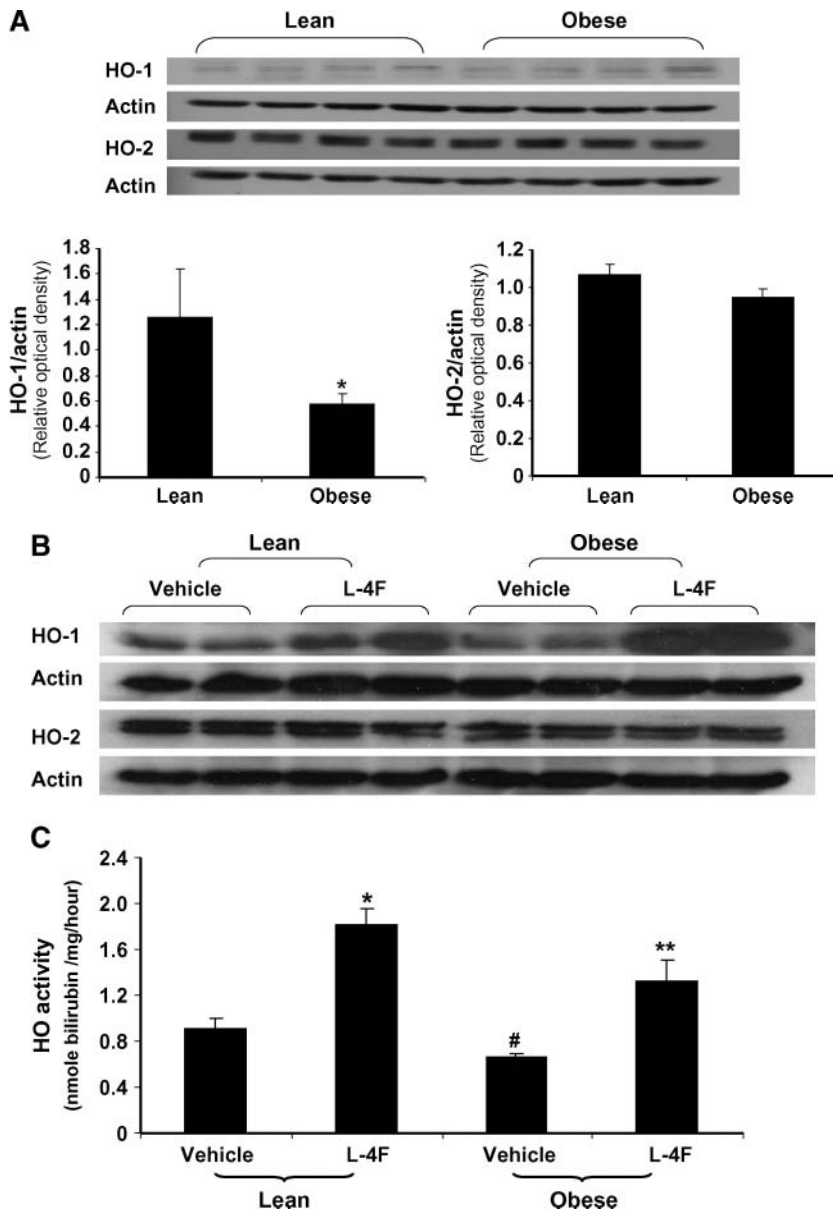 A
Lean Obese
HO-1
Actin
HO-2
Actin
HO-1/actin
(Relative optical density)
1.8
1.6
1.4
1.2
1.0
0.8
0.6
0.4
0.2
0
*
Lean Obese
HO-2/actin
(Relative optical density)
1.2
1.0
0.8
0.6
0.4
0.2
0
Lean Obese
B
Lean Obese
Vehicle L-4F Vehicle L-4F
HO-1
Actin
HO-2
Actin
C
HO activity
(nmole bilirubin /mg/hour)
2.4
2.0
1.6
1.2
0.8
0.4
0
*
#
**
Vehicle L-4F Vehicle L-4F
Lean Obese